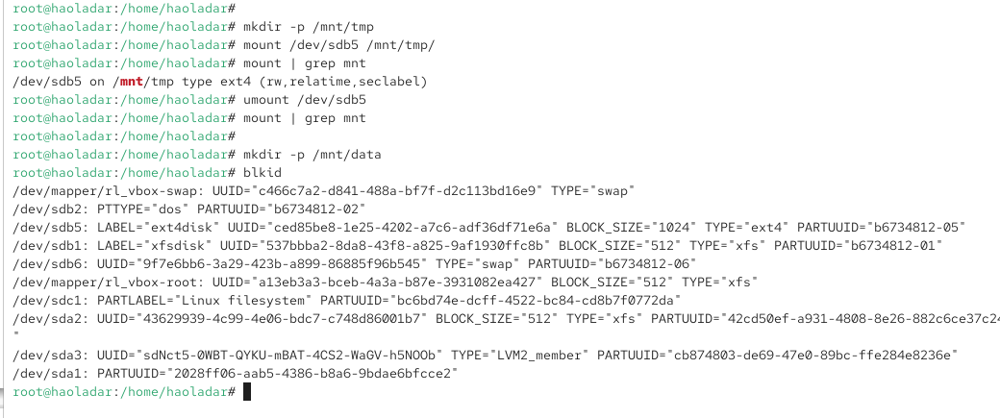 root@haoladar:/home/haoladar#
root@haoladar:/home/haoladar# mkdir -p /mnt/tmp
root@haoladar:/home/haoladar# mount /dev/sdb5 /mnt/tmp/
root@haoladar:/home/haoladar# mount | grep mnt
/dev/sdb5 on /mnt/tmp type ext4 (rw,relatime,seclabel)
root@haoladar:/home/haoladar# umount /dev/sdb5
root@haoladar:/home/haoladar# mount | grep mnt
root@haoladar:/home/haoladar#
root@haoladar:/home/haoladar# mkdir -p /mnt/data
root@haoladar:/home/haoladar# blkid
/dev/mapper/rl_vbox-swap: UUID="c466c7a2-d841-488a-bf7f-d2c113bd16e9" TYPE="swap"
/dev/sdb2: PTTYPE="dos" PARTUUID="b6734812-02"
/dev/sdb5: LABEL="ext4disk" UUID="ced85be8-1e25-4202-a7c6-adf36df71e6a" BLOCK_SIZE="1024" TYPE="ext4" PARTUUID="b6734812-05"
/dev/sdb1: LABEL="xfsdisk" UUID="537bbba2-8da8-43f8-a825-9af1930ffc8b" BLOCK_SIZE="512" TYPE="xfs" PARTUUID="b6734812-01"
/dev/sdb6: UUID="9f7e6bb6-3a29-423b-a899-86885f96b545" TYPE="swap" PARTUUID="b6734812-06"
/dev/mapper/rl_vbox-root: UUID="a13eb3a3-bceb-4a3a-b87e-3931082ea427" BLOCK_SIZE="512" TYPE="xfs"
/dev/sdc1: PARTLABEL="Linux filesystem" PARTUUID="bc6bd74e-dcff-4522-bc84-cd8b7f0772da"
/dev/sda2: UUID="43629939-4c99-4e06-bdc7-c748d86001b7" BLOCK_SIZE="512" TYPE="xfs" PARTUUID="42cd50ef-a931-4808-8e26-882c6ce37c24
"
/dev/sda3: UUID="sdNct5-0WBT-QYKU-mBAT-4CS2-WaGV-h5NOOb" TYPE="LVM2_member" PARTUUID="cb874803-de69-47e0-89bc-ffe284e8236e"
/dev/sda1: PARTUUID="2028ff06-aab5-4386-b8a6-9bdae6bfcce2"
root@haoladar:/home/haoladar#